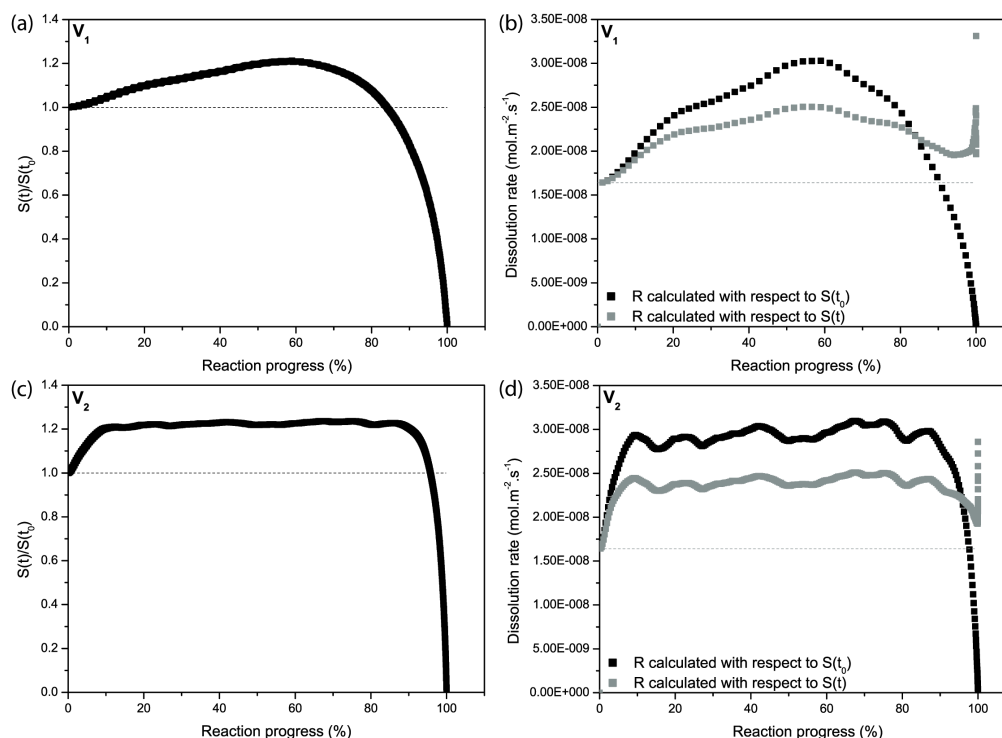 (a)
V1
1.4
1.2
1.0
0.8
0.6
0.4
0.2
0.0
S(t)/S(t0)
0 20 40 60 80 100
Reaction progress (%)
(b)
V1
3.50E-008
3.00E-008
2.50E-008
2.00E-008
1.50E-008
1.00E-008
5.00E-009
0.00E+000
Dissolution rate (mol.m-2.s-1)
R calculated with respect to S(t0)
R calculated with respect to S(t)
0 20 40 60 80 100
Reaction progress (%)
(c)
V2
1.4
1.2
1.0
0.8
0.6
0.4
0.2
0.0
S(t)/S(t0)
0 20 40 60 80 100
Reaction progress (%)
(d)
V2
3.50E-008
3.00E-008
2.50E-008
2.00E-008
1.50E-008
1.00E-008
5.00E-009
0.00E+000
Dissolution rate (mol.m-2.s-1)
R calculated with respect to S(t0)
R calculated with respect to S(t)
0 20 40 60 80 100
Reaction progress (%)